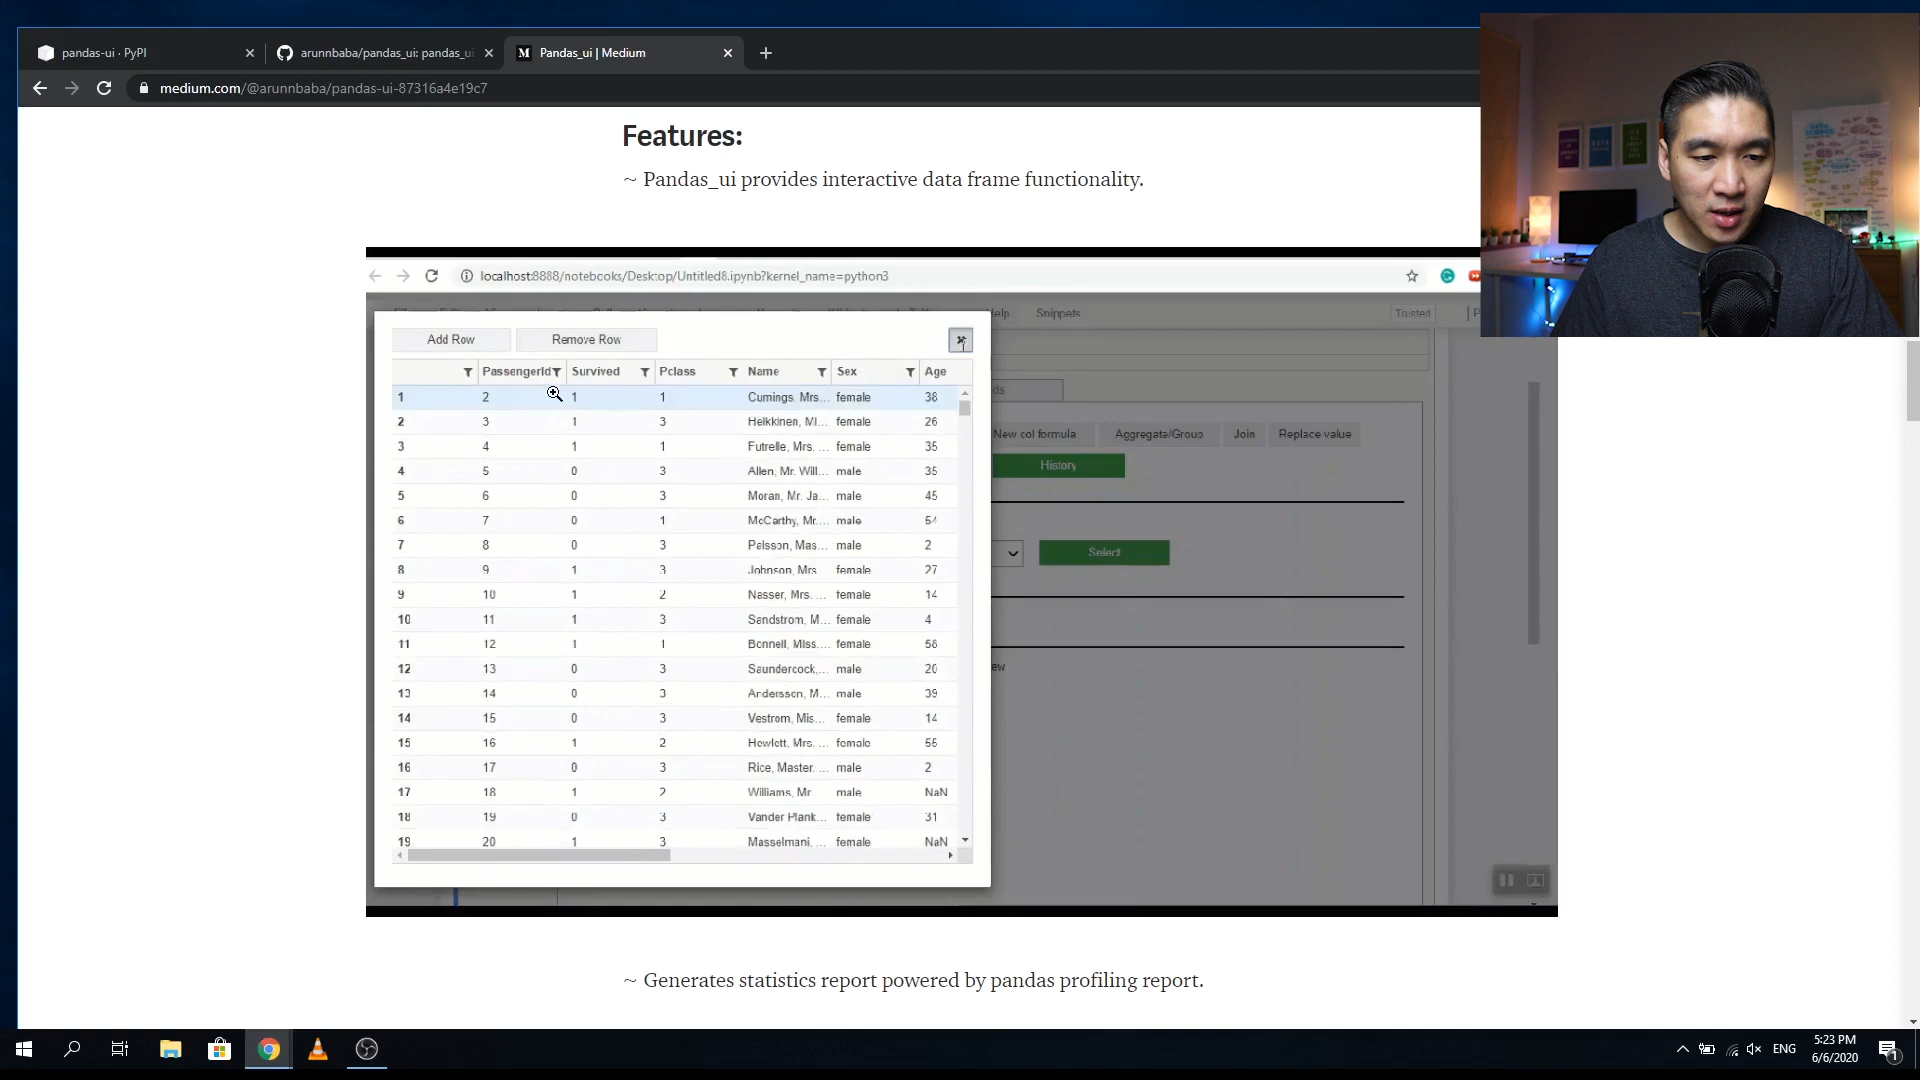 pandas-ui · PyPI
arunnbaba/pandas_ui: pandas_ui
M Pandas_ui | Medium
medium.com/@arunnbaba/pandas-ui-87316a4e19c7
Features:
~ Pandas_ui provides interactive data frame functionality.
localhost:8888/notebooks/Desktop/Untitled8.ipynb?kernel_name=python3
Help Snippets Trusted
Add Row Remove Row
PassengerId Survived Pclass Name Sex Age
1 2 1 1 Cumings, Mrs... female 38
2 3 1 3 Heikkinen, Mi... female 26
3 4 1 1 Futrelle, Mrs. ... female 35
4 5 0 3 Allen, Mr. Will... male 35
5 6 0 3 Moran, Mr. Ja... male 45
6 7 0 1 McCarthy, Mr.... male 54
7 8 0 3 Palsson, Mas... male 2
8 9 1 3 Johnson, Mrs female 27
9 10 1 2 Nasser, Mrs. ... female 14
10 11 1 3 Sandstrom, M... female 4
11 12 1 1 Bonnell, Miss.... female 58
12 13 0 3 Saundercock,... male 20
13 14 0 3 Andersson, M... male 39
14 15 0 3 Vestrom, Mis... female 14
15 16 1 2 Hewlett, Mrs. ... female 55
16 17 0 3 Rice, Master. ... male 2
17 18 1 2 Williams, Mr male NaN
18 19 0 3 Vander Plank... female 31
19 20 1 3 Masselmani, ... female NaN
New col formula Aggregate/Group Join Replace value
History
Select
~ Generates statistics report powered by pandas profiling report.
ENG
5:23 PM
6/6/2020
1